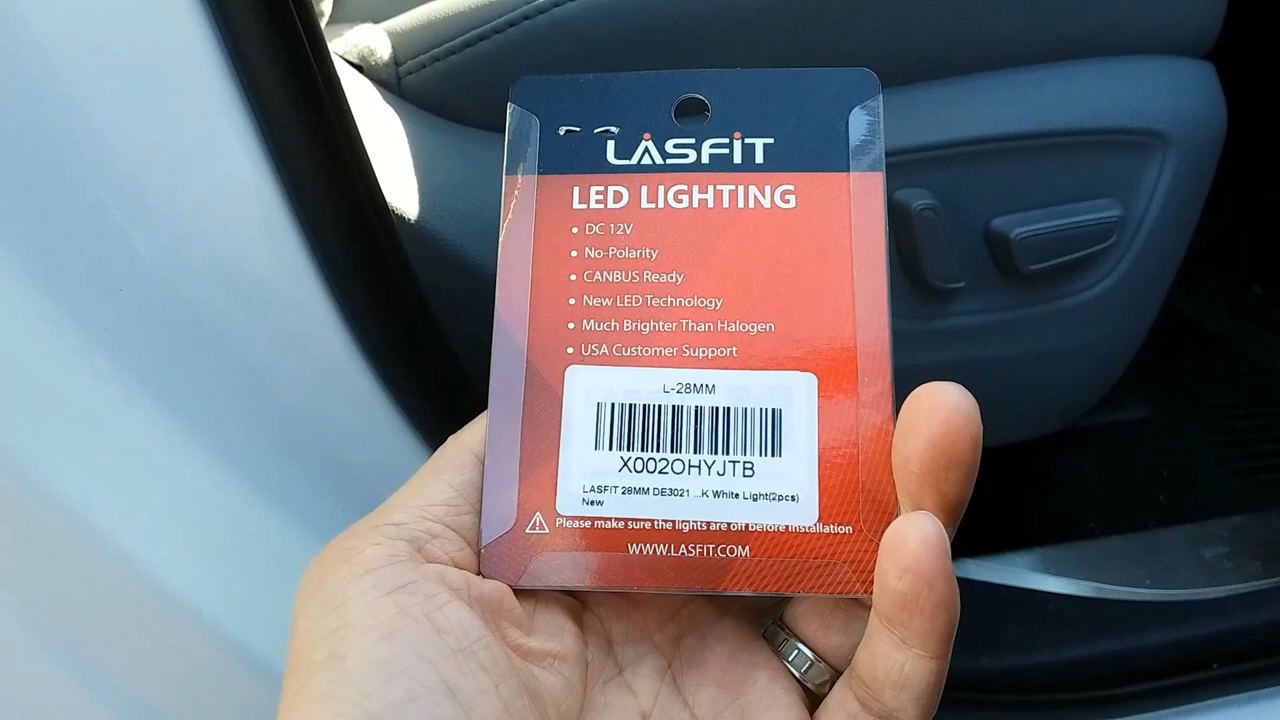 LASFIT
LED LIGHTING
• DC 12V
• No-Polarity
• CANBUS Ready
• New LED Technology
• Much Brighter Than Halogen
• USA Customer Support
L-28MM
X002OHYJTB
LASFIT 28MM DE3021 ...K White Light(2pcs)
New
Please make sure the lights are off before installation
WWW.LASFIT.COM